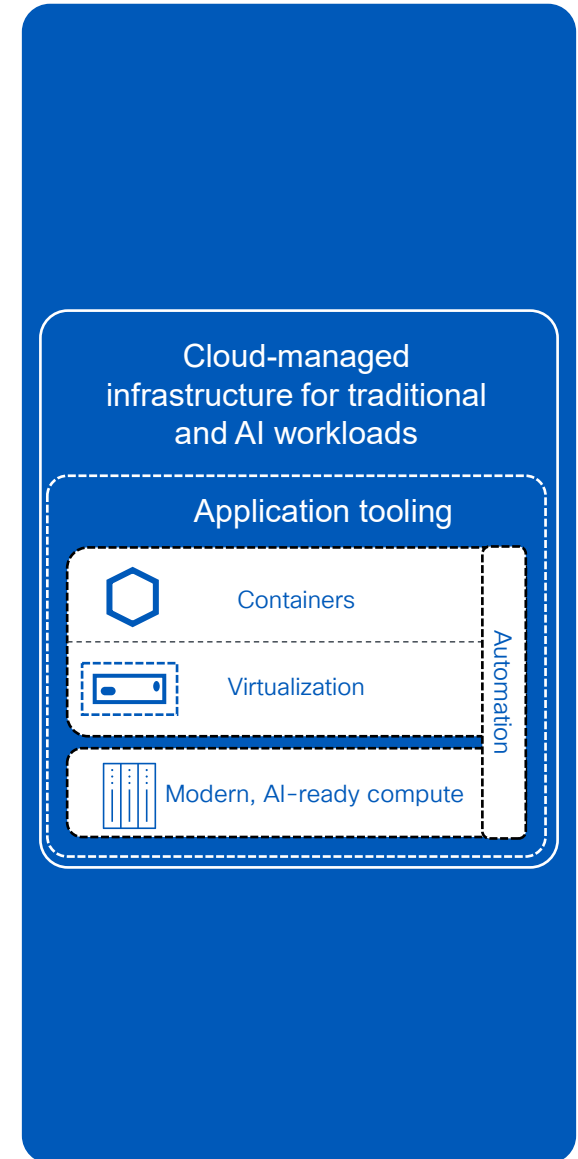 Cloud-managed
infrastructure for traditional
and AI workloads
Application tooling
Containers
Virtualization
Automation
Modern, AI-ready compute